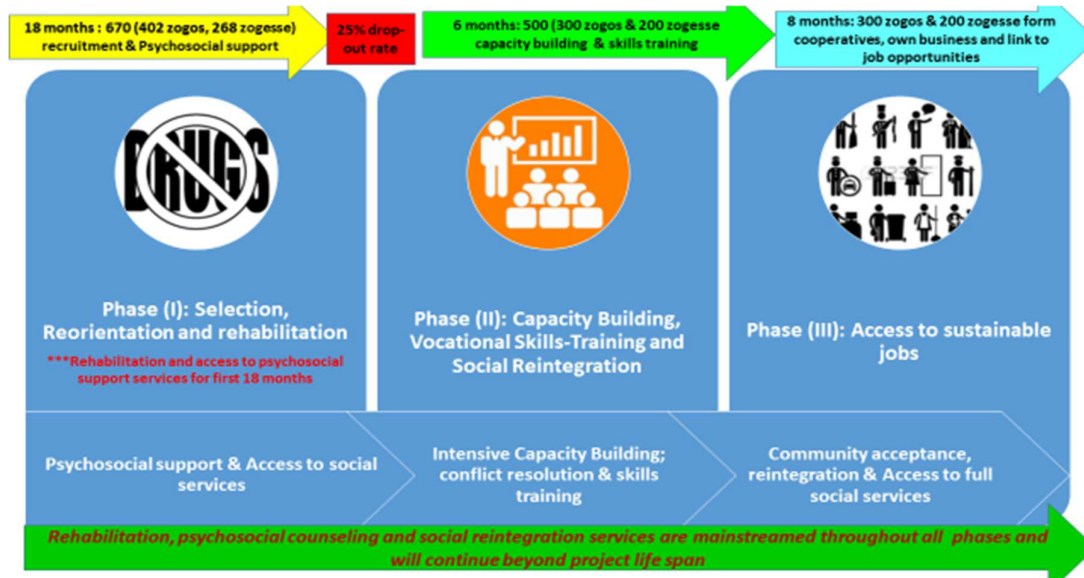 18 months : 670 (402 zogos, 268 zogesse)
recruitment & Psychosocial support
25% drop-
out rate
6 months: 500 (300 zogos & 200 zogesse
capacity building & skills training
8 months: 300 zogos & 200 zogesse form
cooperatives, own business and link to
job opportunities
DRUGS
Phase (I): Selection,
Reorientation and rehabilitation
***Rehabilitation and access to psychosocial
support services for first 18 months
Phase (II): Capacity Building,
Vocational Skills-Training and
Social Reintegration
Phase (III): Access to sustainable
jobs
Psychosocial support & Access to social
services
Intensive Capacity Building;
conflict resolution & skills
training
Community acceptance,
reintegration & Access to full
social services
Rehabilitation, psychosocial counseling and social reintegration services are mainstreamed throughout all phases and
will continue beyond project life span